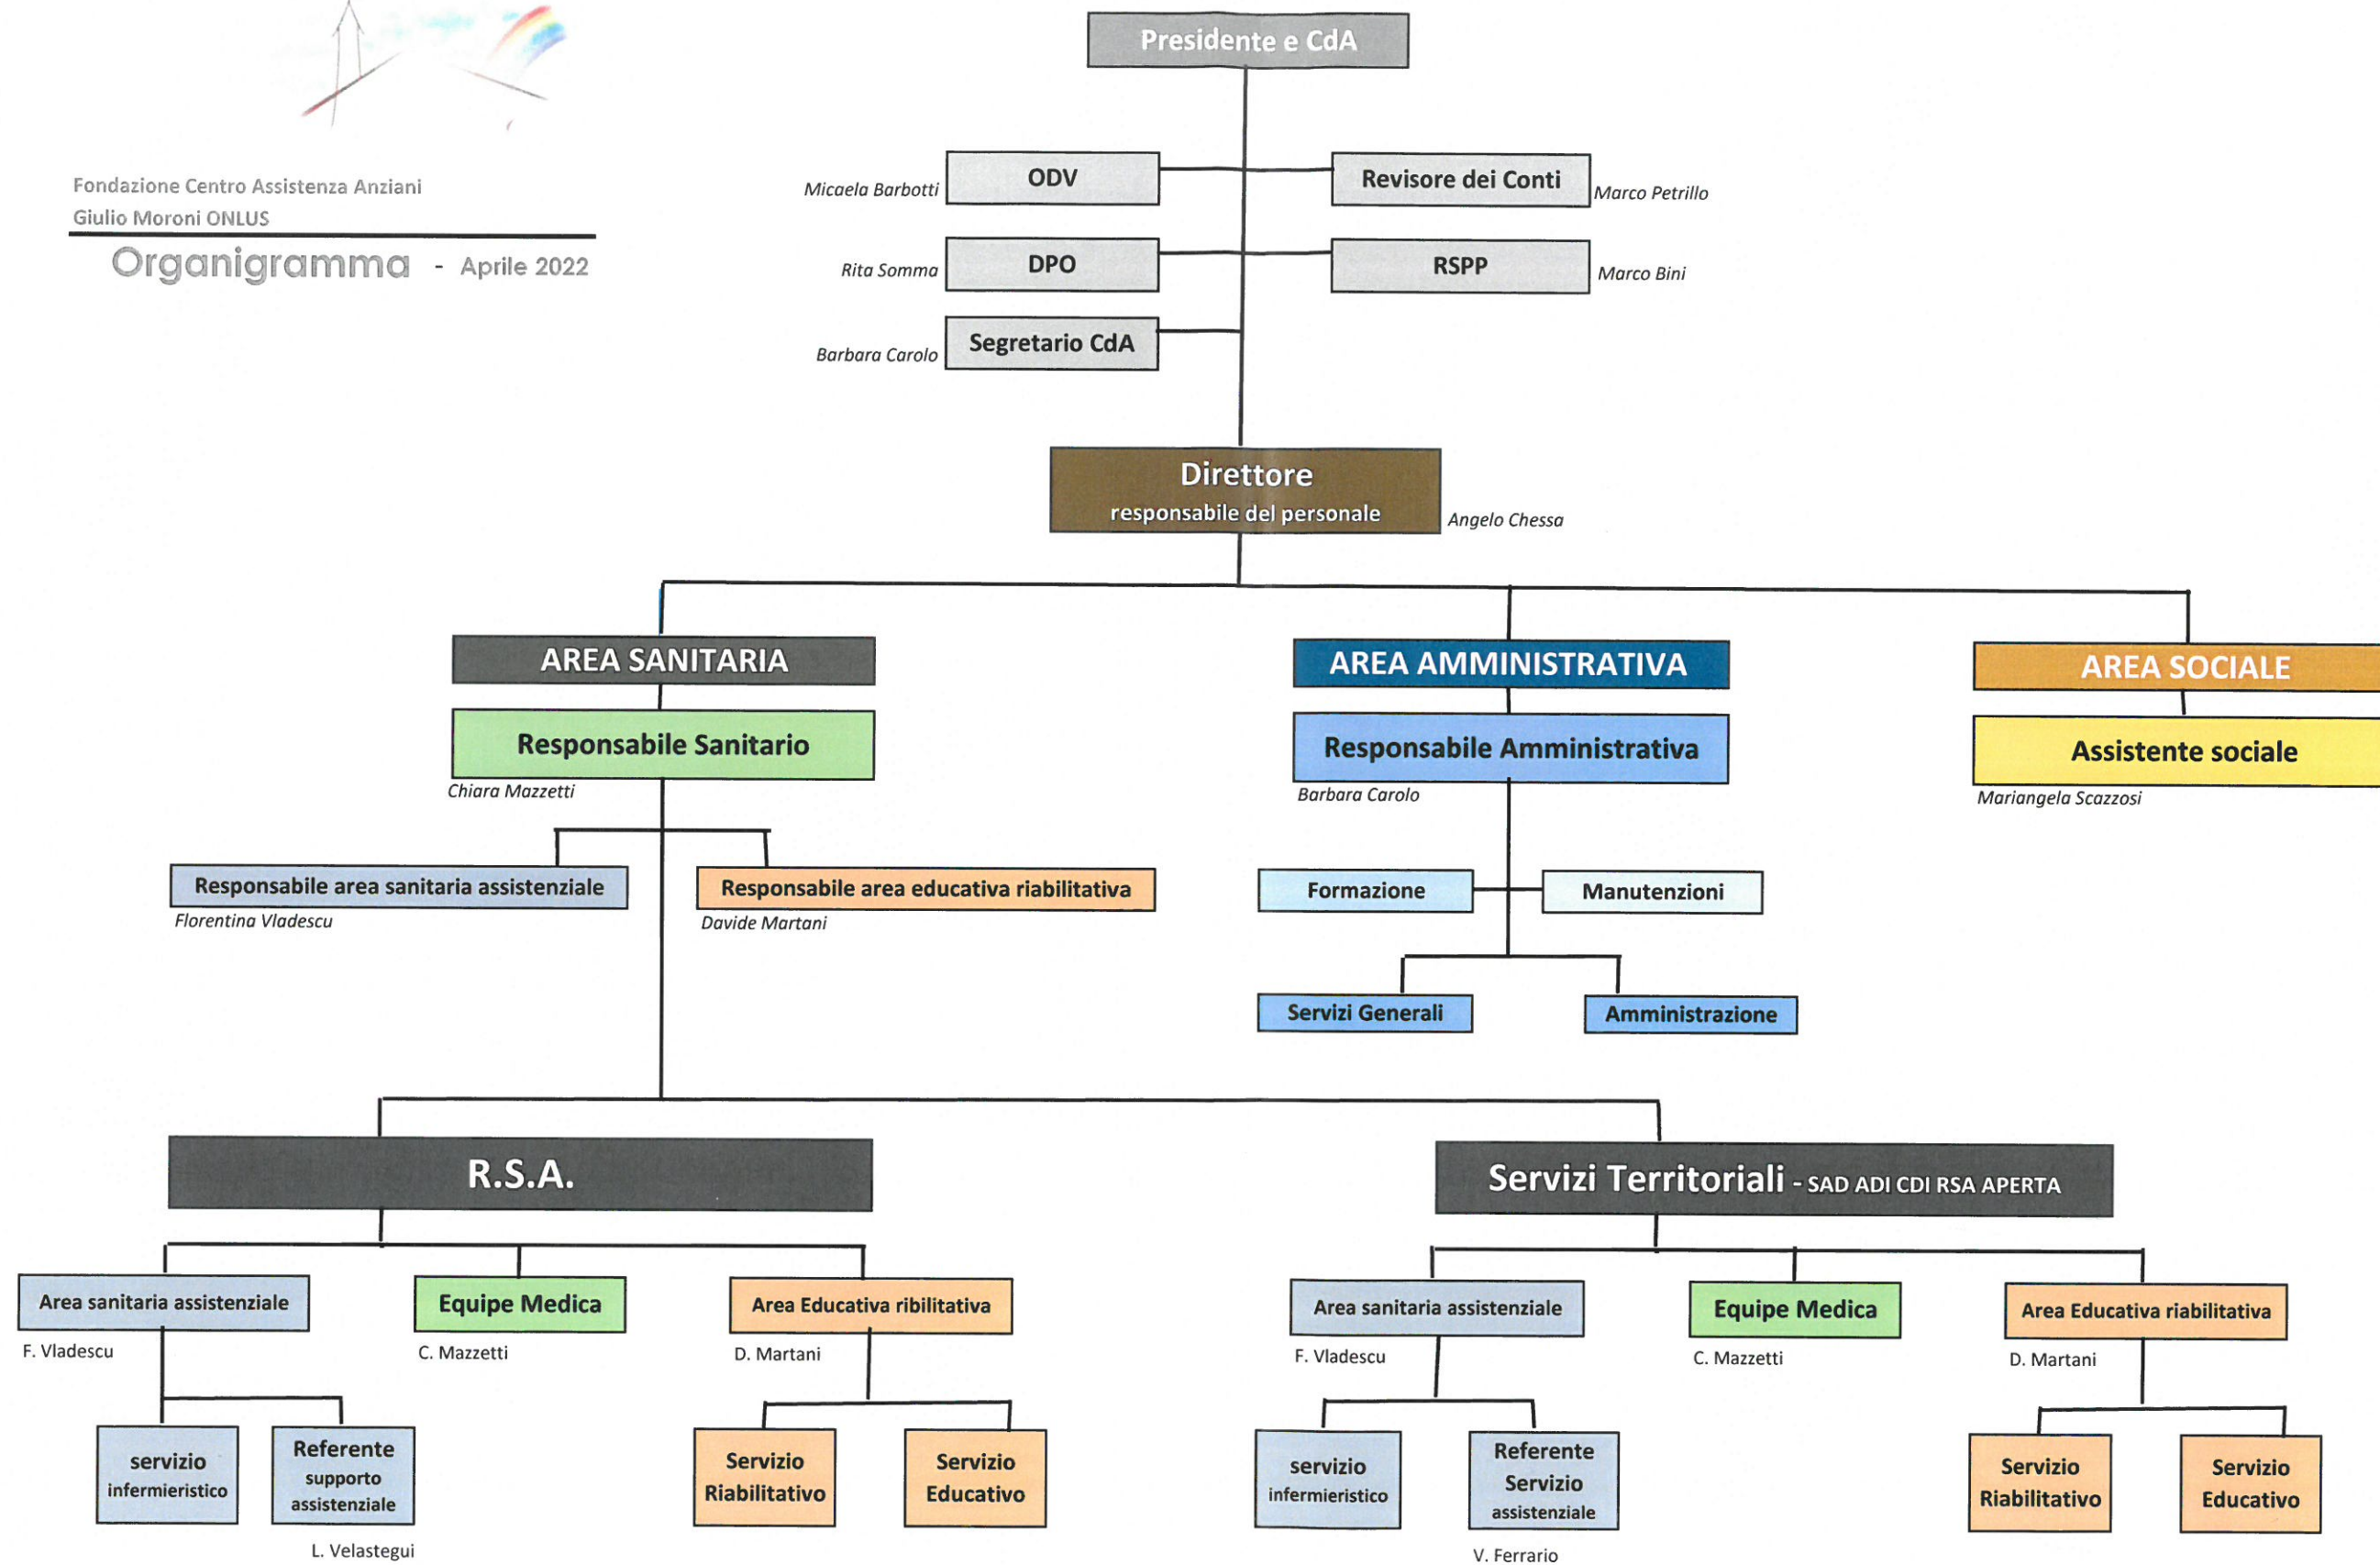 Presidente e CdA
Fondazione Centro Assistenza Anziani
Giulio Moroni ONLUS
Organigramma - Aprile 2022
Micaela Barbotti
ODV
Revisore dei Conti
Marco Petrillo
Rita Somma
DPO
RSPP
Marco Bini
Barbara Carolo
Segretario CdA
Direttore
responsabile del personale
Angelo Chessa
AREA SANITARIA
AREA AMMINISTRATIVA
AREA SOCIALE
Responsabile Sanitario
Responsabile Amministrativa
Assistente sociale
Chiara Mazzetti
Barbara Carolo
Mariangela Scazzosi
Responsabile area sanitaria assistenziale
Responsabile area educativa riabilitativa
Florentina Vladescu
Davide Martani
Formazione
Manutenzioni
Servizi Generali
Amministrazione
R.S.A.
Servizi Territoriali - SAD ADI CDI RSA APERTA
Area sanitaria assistenziale
Equipe Medica
Area Educativa ribilitativa
Area sanitaria assistenziale
Equipe Medica
Area Educativa riabilitativa
F. Vladescu
C. Mazzetti
D. Martani
F. Vladescu
C. Mazzetti
D. Martani
servizio
infermieristico
Referente
supporto
assistenziale
Servizio
Riabilitativo
Servizio
Educativo
servizio
infermieristico
Referente
Servizio
assistenziale
Servizio
Riabilitativo
Servizio
Educativo
L. Velastegui
V. Ferrario